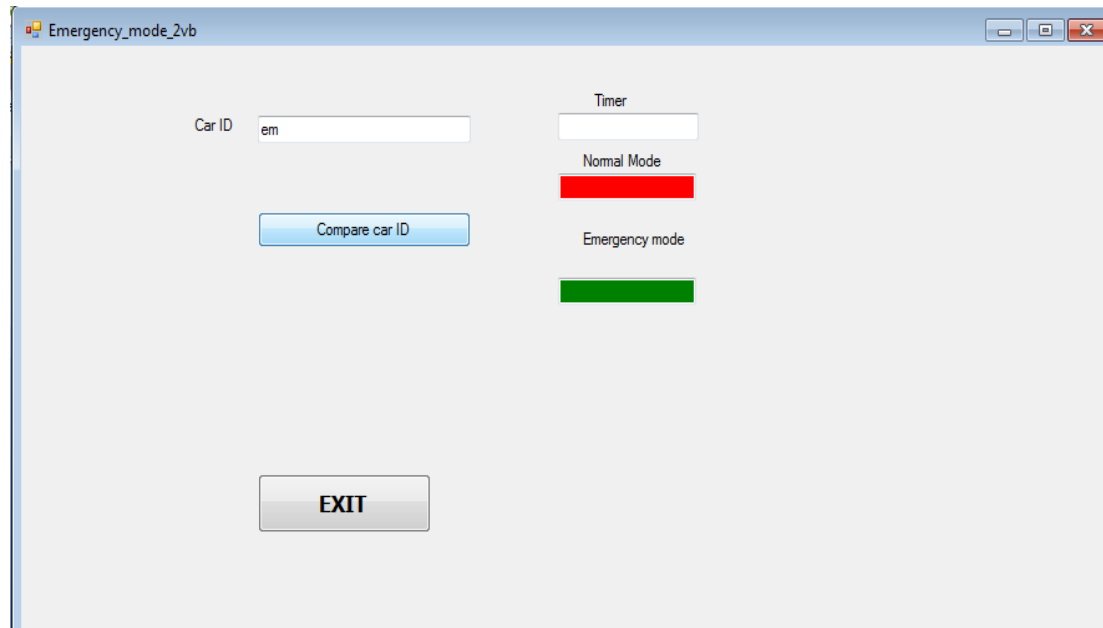 Emergency_mode_2vb
Timer
Car ID
em
Normal Mode
Compare car ID
Emergency mode
EXIT